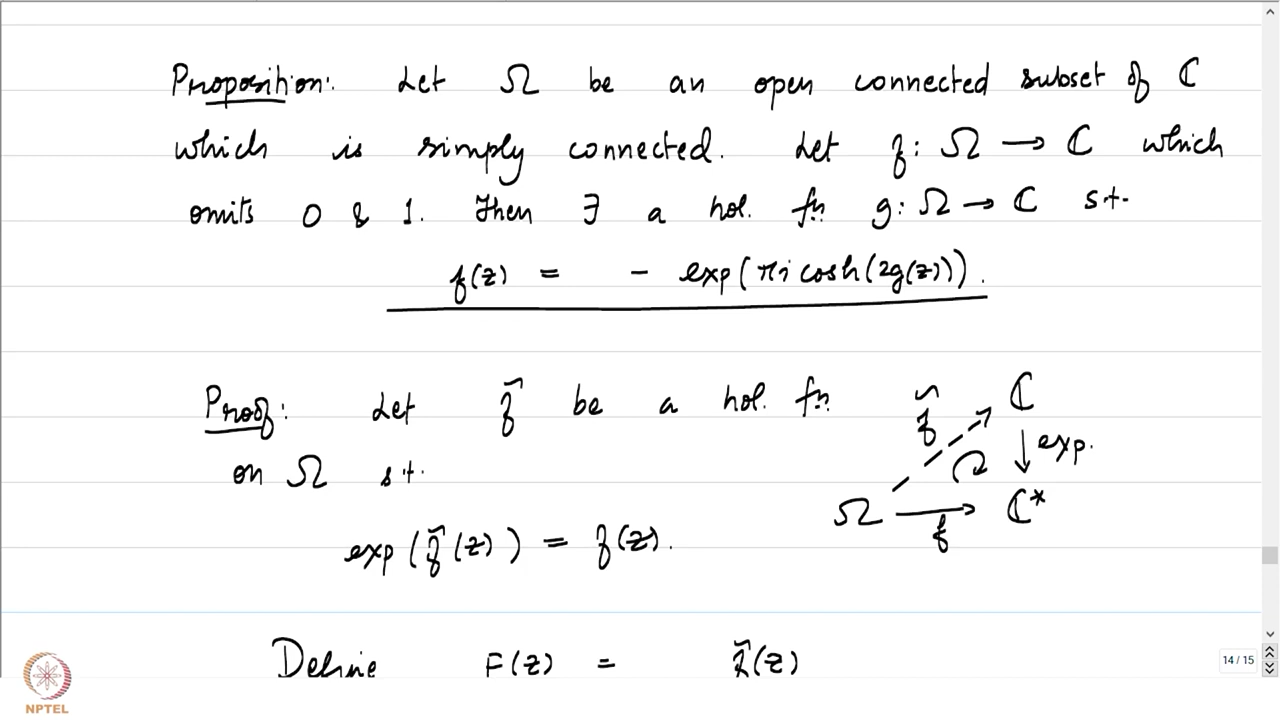 Proposition: Let Ω be an open connected subset of ℂ
which is simply connected. Let f: Ω → ℂ which
omits 0 & 1. Then ∃ a hol. fn. g: Ω → ℂ s.t.
f(z) = - exp(πi cosh(2g(z))).
Proof: Let f̃ be a hol. fn.
on Ω s.t.
f̃ ℂ
exp.
Ω f ℂ*
exp(f̃(z)) = f(z).
Define F(z) = f̃(z)
14 / 15
NPTEL